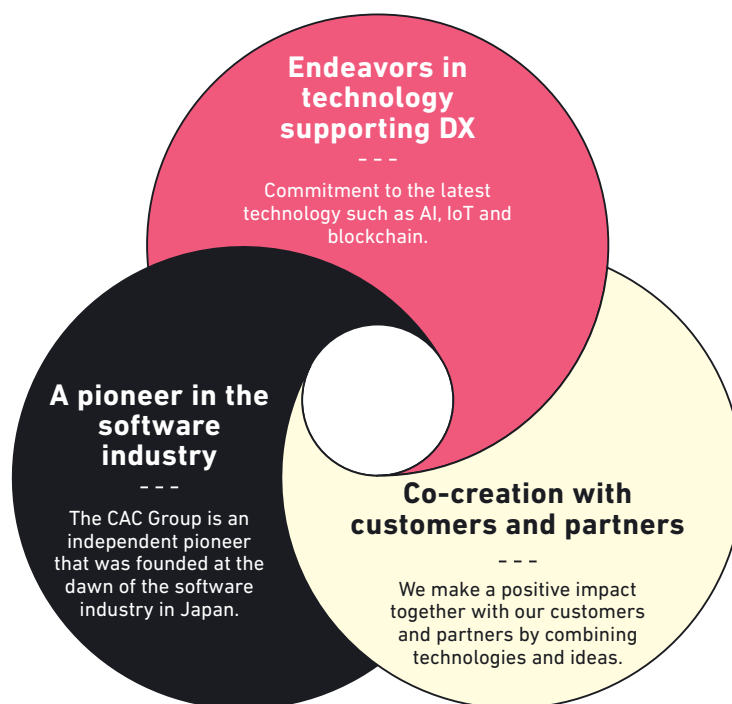 Endeavors in
technology
supporting DX
---
Commitment to the latest
technology such as AI, IoT and
blockchain.
A pioneer in the
software
industry
---
The CAC Group is an
independent pioneer
that was founded at the
dawn of the software
industry in Japan.
Co-creation with
customers and partners
---
We make a positive impact
together with our customers
and partners by combining
technologies and ideas.